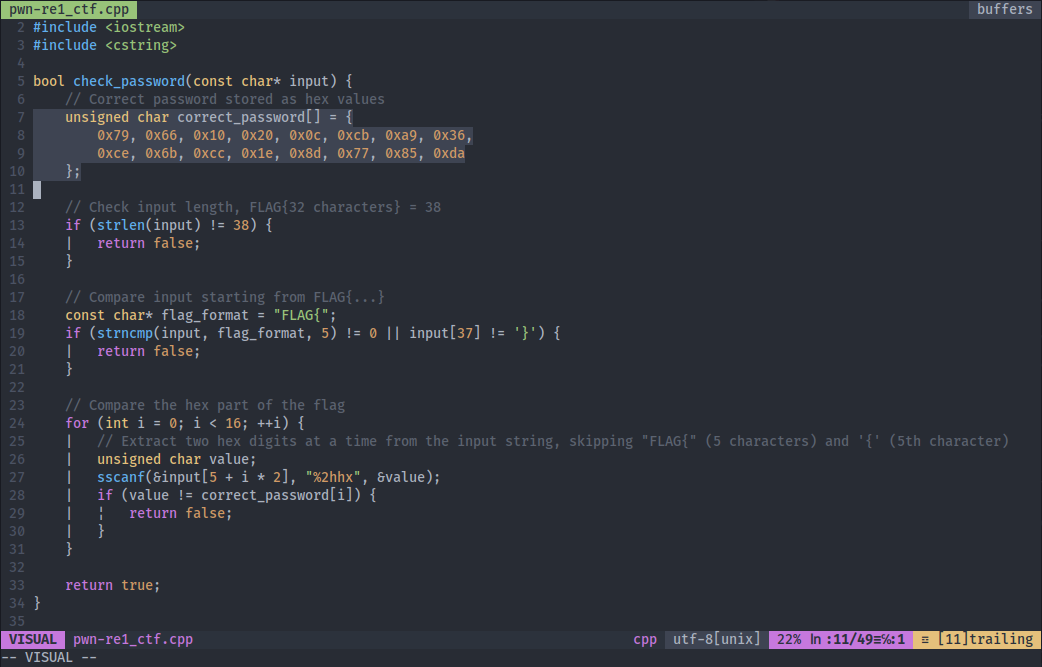 pwn-re1_ctf.cpp buffers
2 #include <iostream>
3 #include <cstring>
4
5 bool check_password(const char* input) {
6     // Correct password stored as hex values
7     unsigned char correct_password[] = {
8         0x79, 0x66, 0x10, 0x20, 0x0c, 0xcb, 0xa9, 0x36,
9         0xce, 0x6b, 0xcc, 0x1e, 0x8d, 0x77, 0x85, 0xda
10     };
11
12     // Check input length, FLAG{32 characters} = 38
13     if (strlen(input) != 38) {
14     |   return false;
15     }
16
17     // Compare input starting from FLAG{...}
18     const char* flag_format = "FLAG{";
19     if (strncmp(input, flag_format, 5) != 0 || input[37] != '}') {
20     |   return false;
21     }
22
23     // Compare the hex part of the flag
24     for (int i = 0; i < 16; ++i) {
25     |   // Extract two hex digits at a time from the input string, skipping "FLAG{" (5 characters) and '{' (5th character)
26     |   unsigned char value;
27     |   sscanf(&input[5 + i * 2], "%2hhx", &value);
28     |   if (value != correct_password[i]) {
29     |   ¦   return false;
30     |   }
31     }
32
33     return true;
34 }
35
VISUAL pwn-re1_ctf.cpp cpp utf-8[unix] 22% ㏑:11/49≡℅:1 Ξ [11]trailing
-- VISUAL --